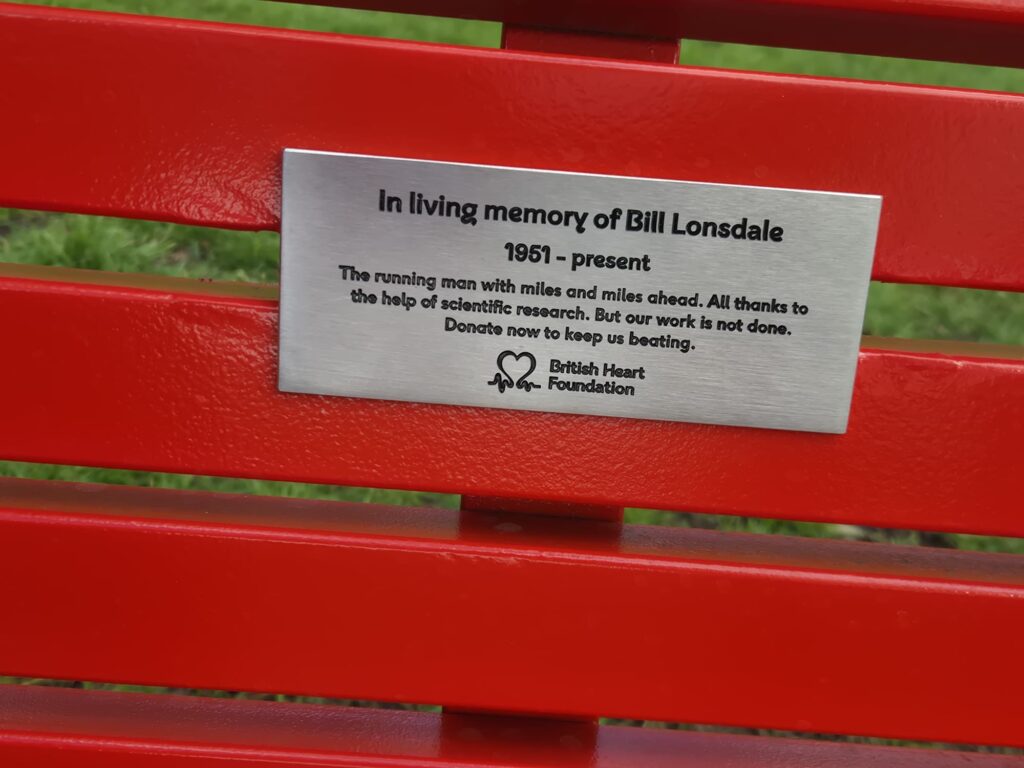 In living memory of Bill Lonsdale
1951 - present
The running man with miles and miles ahead. All thanks to
the help of scientific research. But our work is not done.
Donate now to keep us beating.
British Heart
Foundation